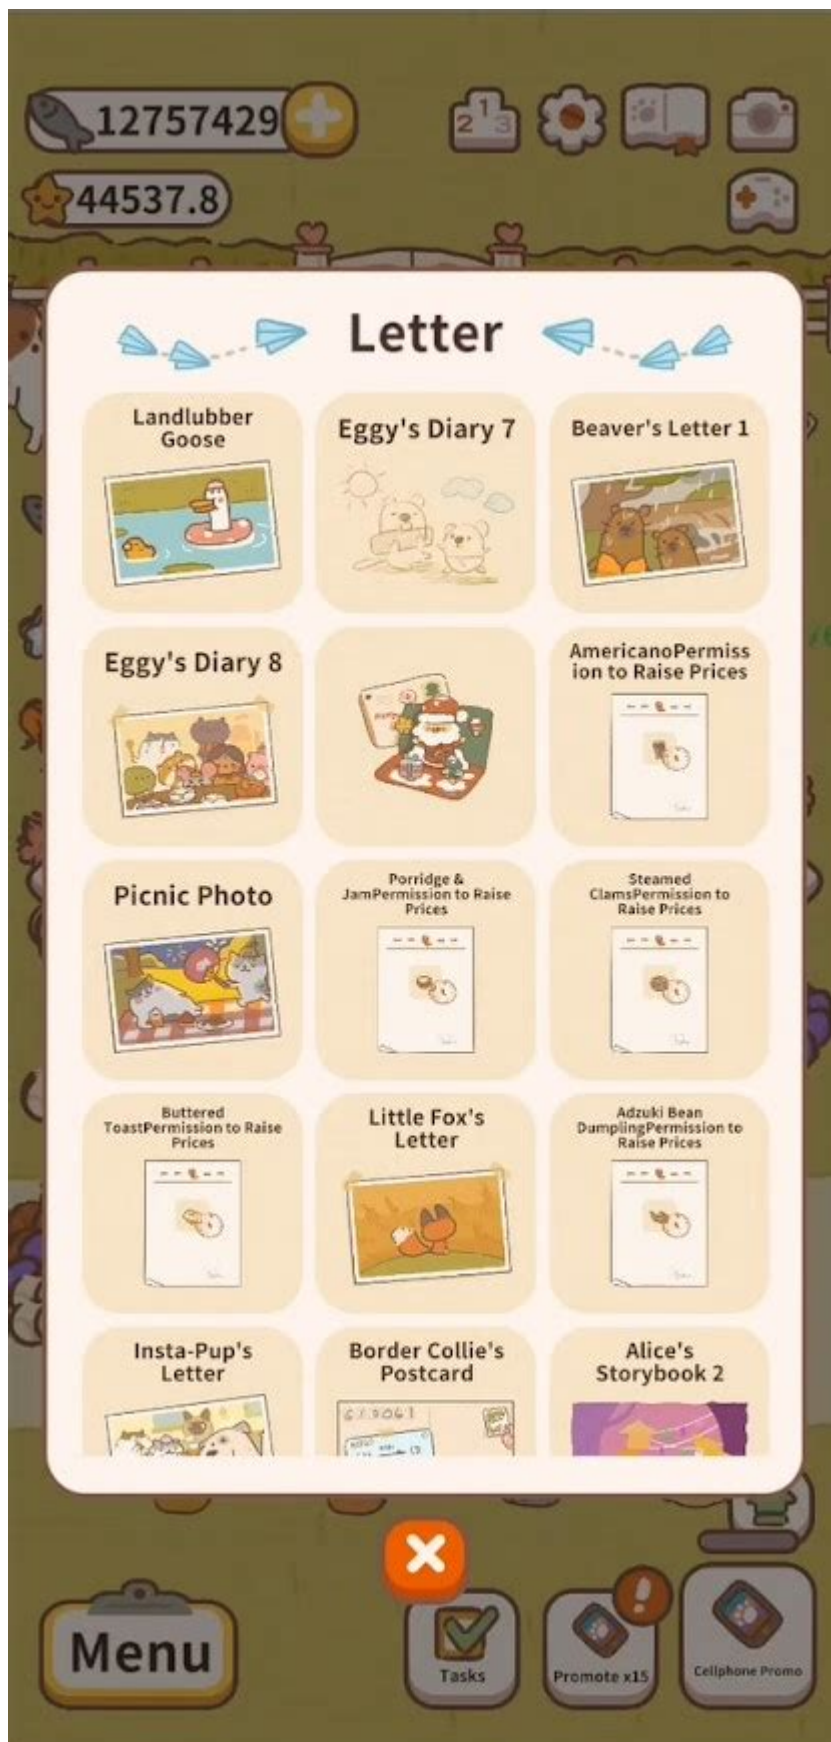 12757429
1
2 3
44537.8
Letter
Landlubber
Goose
Eggy's Diary 7
Beaver's Letter 1
Eggy's Diary 8
AmericanoPermiss
ion to Raise Prices
Picnic Photo
Porridge &
JamPermission to Raise
Prices
Steamed
ClamsPermission to
Raise Prices
Buttered
ToastPermission to Raise
Prices
Little Fox's
Letter
Adzuki Bean
DumplingPermission to
Raise Prices
Insta-Pup's
Letter
Border Collie's
Postcard
Alice's
Storybook 2
Menu
Tasks
Promote x15
Cellphone Promo